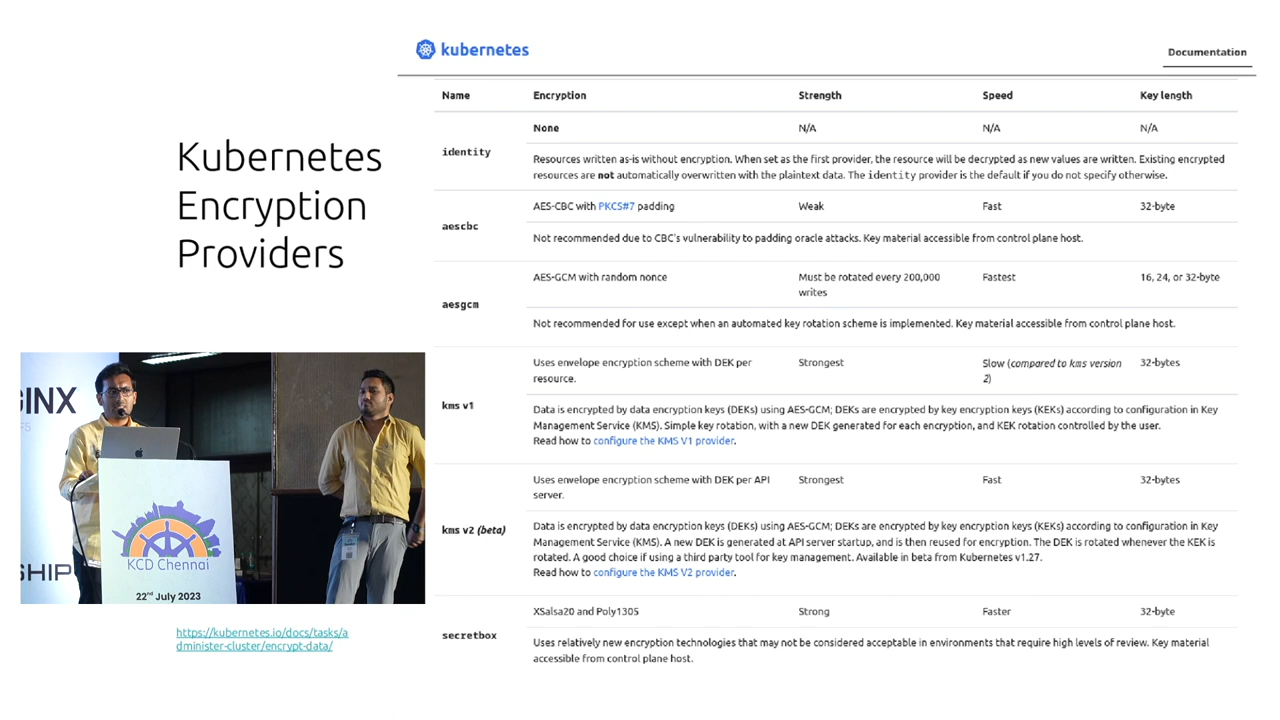 kubernetes
Documentation
Kubernetes
Encryption
Providers
Name Encryption Strength Speed Key length
identity
None N/A N/A N/A
Resources written as-is without encryption. When set as the first provider, the resource will be decrypted as new values are written. Existing encrypted
resources are not automatically overwritten with the plaintext data. The identity provider is the default if you do not specify otherwise.
aescbc
AES-CBC with PKCS#7 padding Weak Fast 32-byte
Not recommended due to CBC's vulnerability to padding oracle attacks. Key material accessible from control plane host.
aesgcm
AES-GCM with random nonce Must be rotated every 200,000 Fastest 16, 24, or 32-byte
writes
Not recommended for use except when an automated key rotation scheme is implemented. Key material accessible from control plane host.
kms v1
Uses envelope encryption scheme with DEK per Strongest Slow (compared to kms version 32-bytes
resource. 2)
Data is encrypted by data encryption keys (DEKs) using AES-GCM; DEKs are encrypted by key encryption keys (KEKs) according to configuration in Key
Management Service (KMS). Simple key rotation, with a new DEK generated for each encryption, and KEK rotation controlled by the user.
Read how to configure the KMS V1 provider.
kms v2 (beta)
Uses envelope encryption scheme with DEK per API Strongest Fast 32-bytes
server.
Data is encrypted by data encryption keys (DEKs) using AES-GCM; DEKs are encrypted by key encryption keys (KEKs) according to configuration in Key
Management Service (KMS). A new DEK is generated at API server startup, and is then reused for encryption. The DEK is rotated whenever the KEK is
rotated. A good choice if using a third party tool for key management. Available in beta from Kubernetes v1.27.
Read how to configure the KMS V2 provider.
secretbox
XSalsa20 and Poly1305 Strong Faster 32-byte
Uses relatively new encryption technologies that may not be considered acceptable in environments that require high levels of review. Key material
accessible from control plane host.
GINX
SHIP
KCD Chennai
22nd July 2023
https://kubernetes.io/docs/tasks/a
dminister-cluster/encrypt-data/